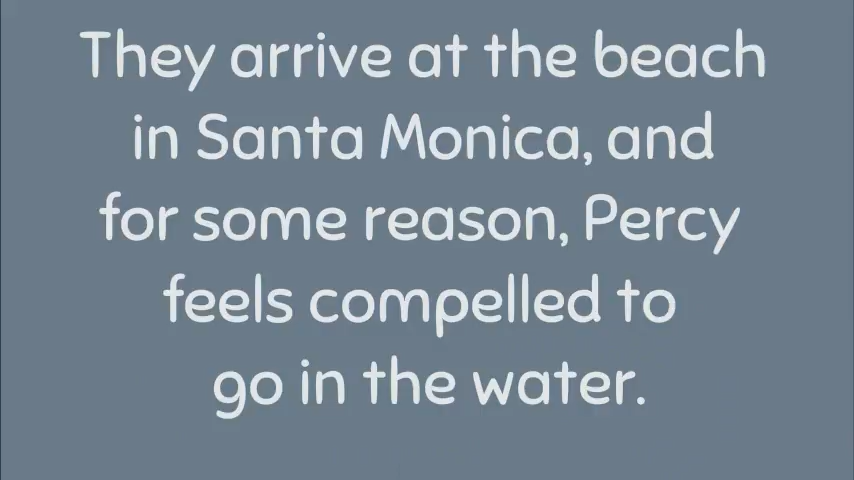 They arrive at the beach
in Santa Monica, and
for some reason, Percy
feels compelled to
go in the water.